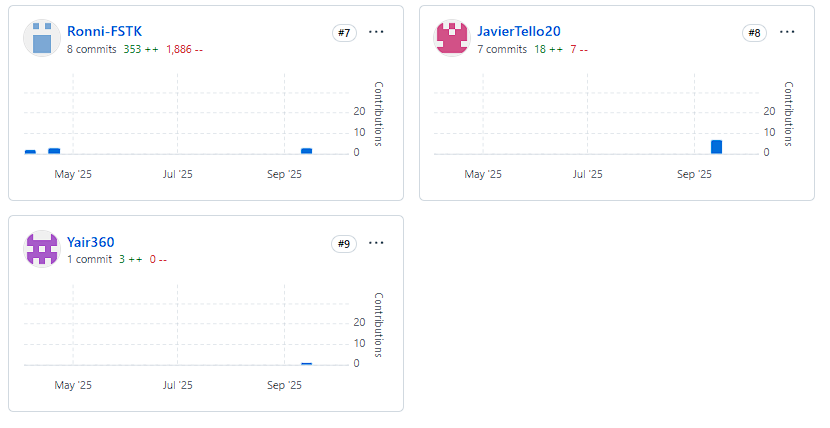 Ronni-FSTK
#7
8 commits 353 ++ 1,886 --
Contributions
20
10
0
May '25 Jul '25 Sep '25
JavierTello20
#8
7 commits 18 ++ 7 --
Contributions
20
10
0
May '25 Jul '25 Sep '25
Yair360
#9
1 commit 3 ++ 0 --
Contributions
20
10
0
May '25 Jul '25 Sep '25